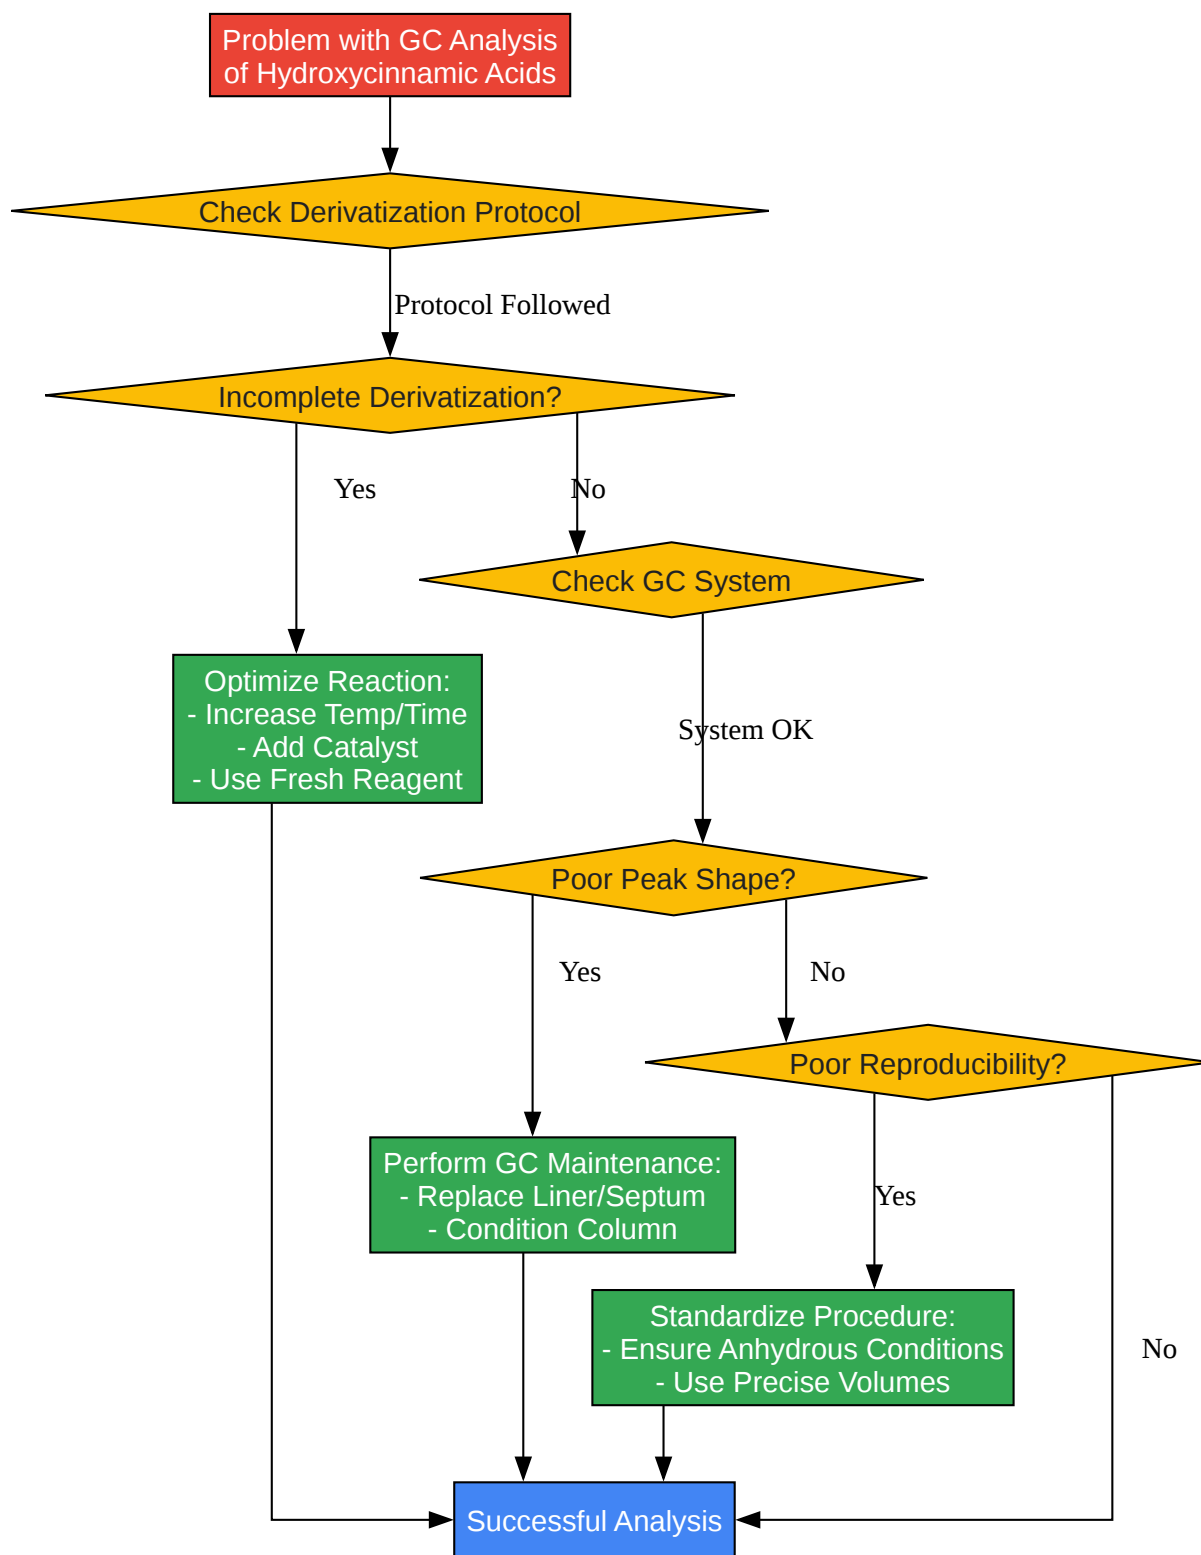 Problem with GC Analysis
of Hydroxycinnamic Acids
Check Derivatization Protocol
Protocol Followed
Incomplete Derivatization?
Yes
No
Check GC System
Optimize Reaction:
- Increase Temp/Time
- Add Catalyst
- Use Fresh Reagent
System OK
Poor Peak Shape?
Yes
No
Poor Reproducibility?
Perform GC Maintenance:
- Replace Liner/Septum
- Condition Column
Yes
Standardize Procedure:
- Ensure Anhydrous Conditions
- Use Precise Volumes
No
Successful Analysis